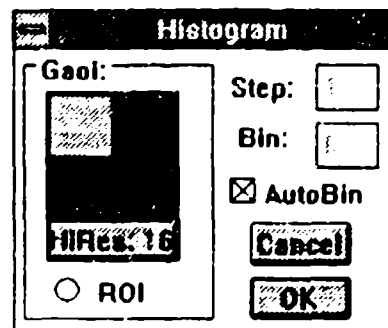 Histogram
Gaoi:
HiRes: 16
ROI
Step:
Bin:
AutoBin
Cancel
OK